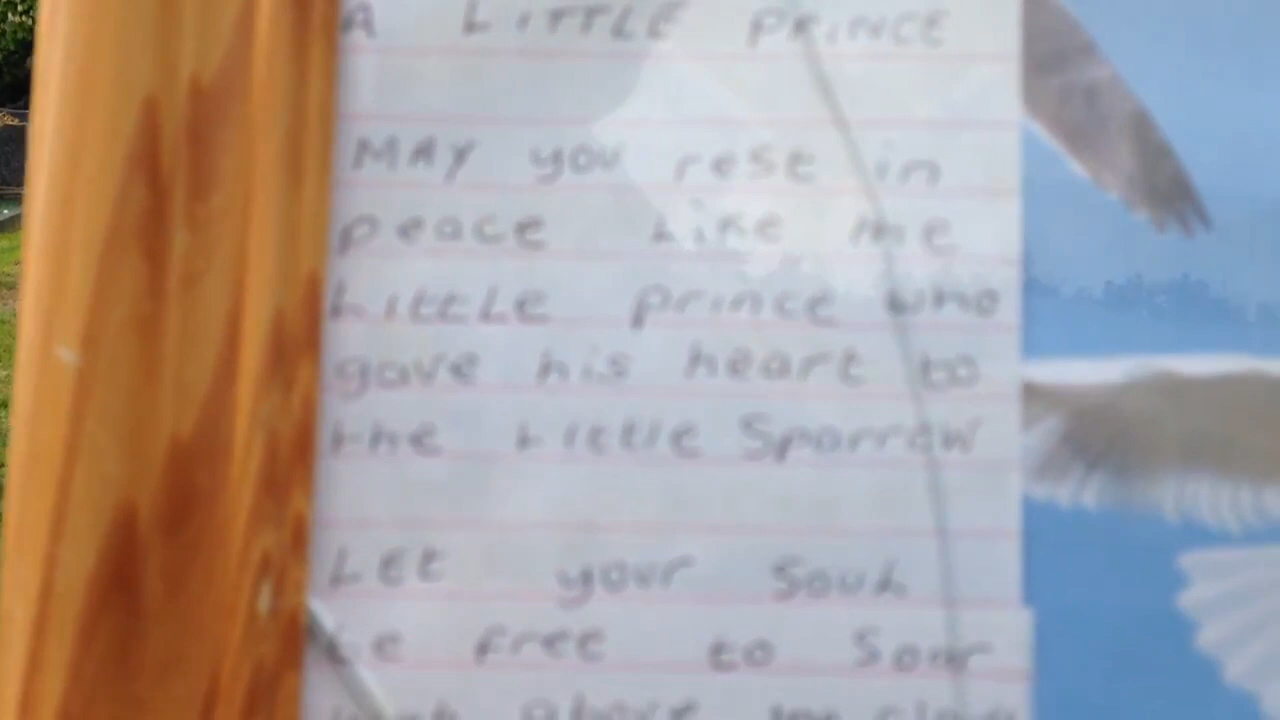 A LITTLE PRINCE
MAY you rest in
peace Like the
Little prince who
gave his heart to
the Little Sparrow
LEt your Soul
be free to Soar
above